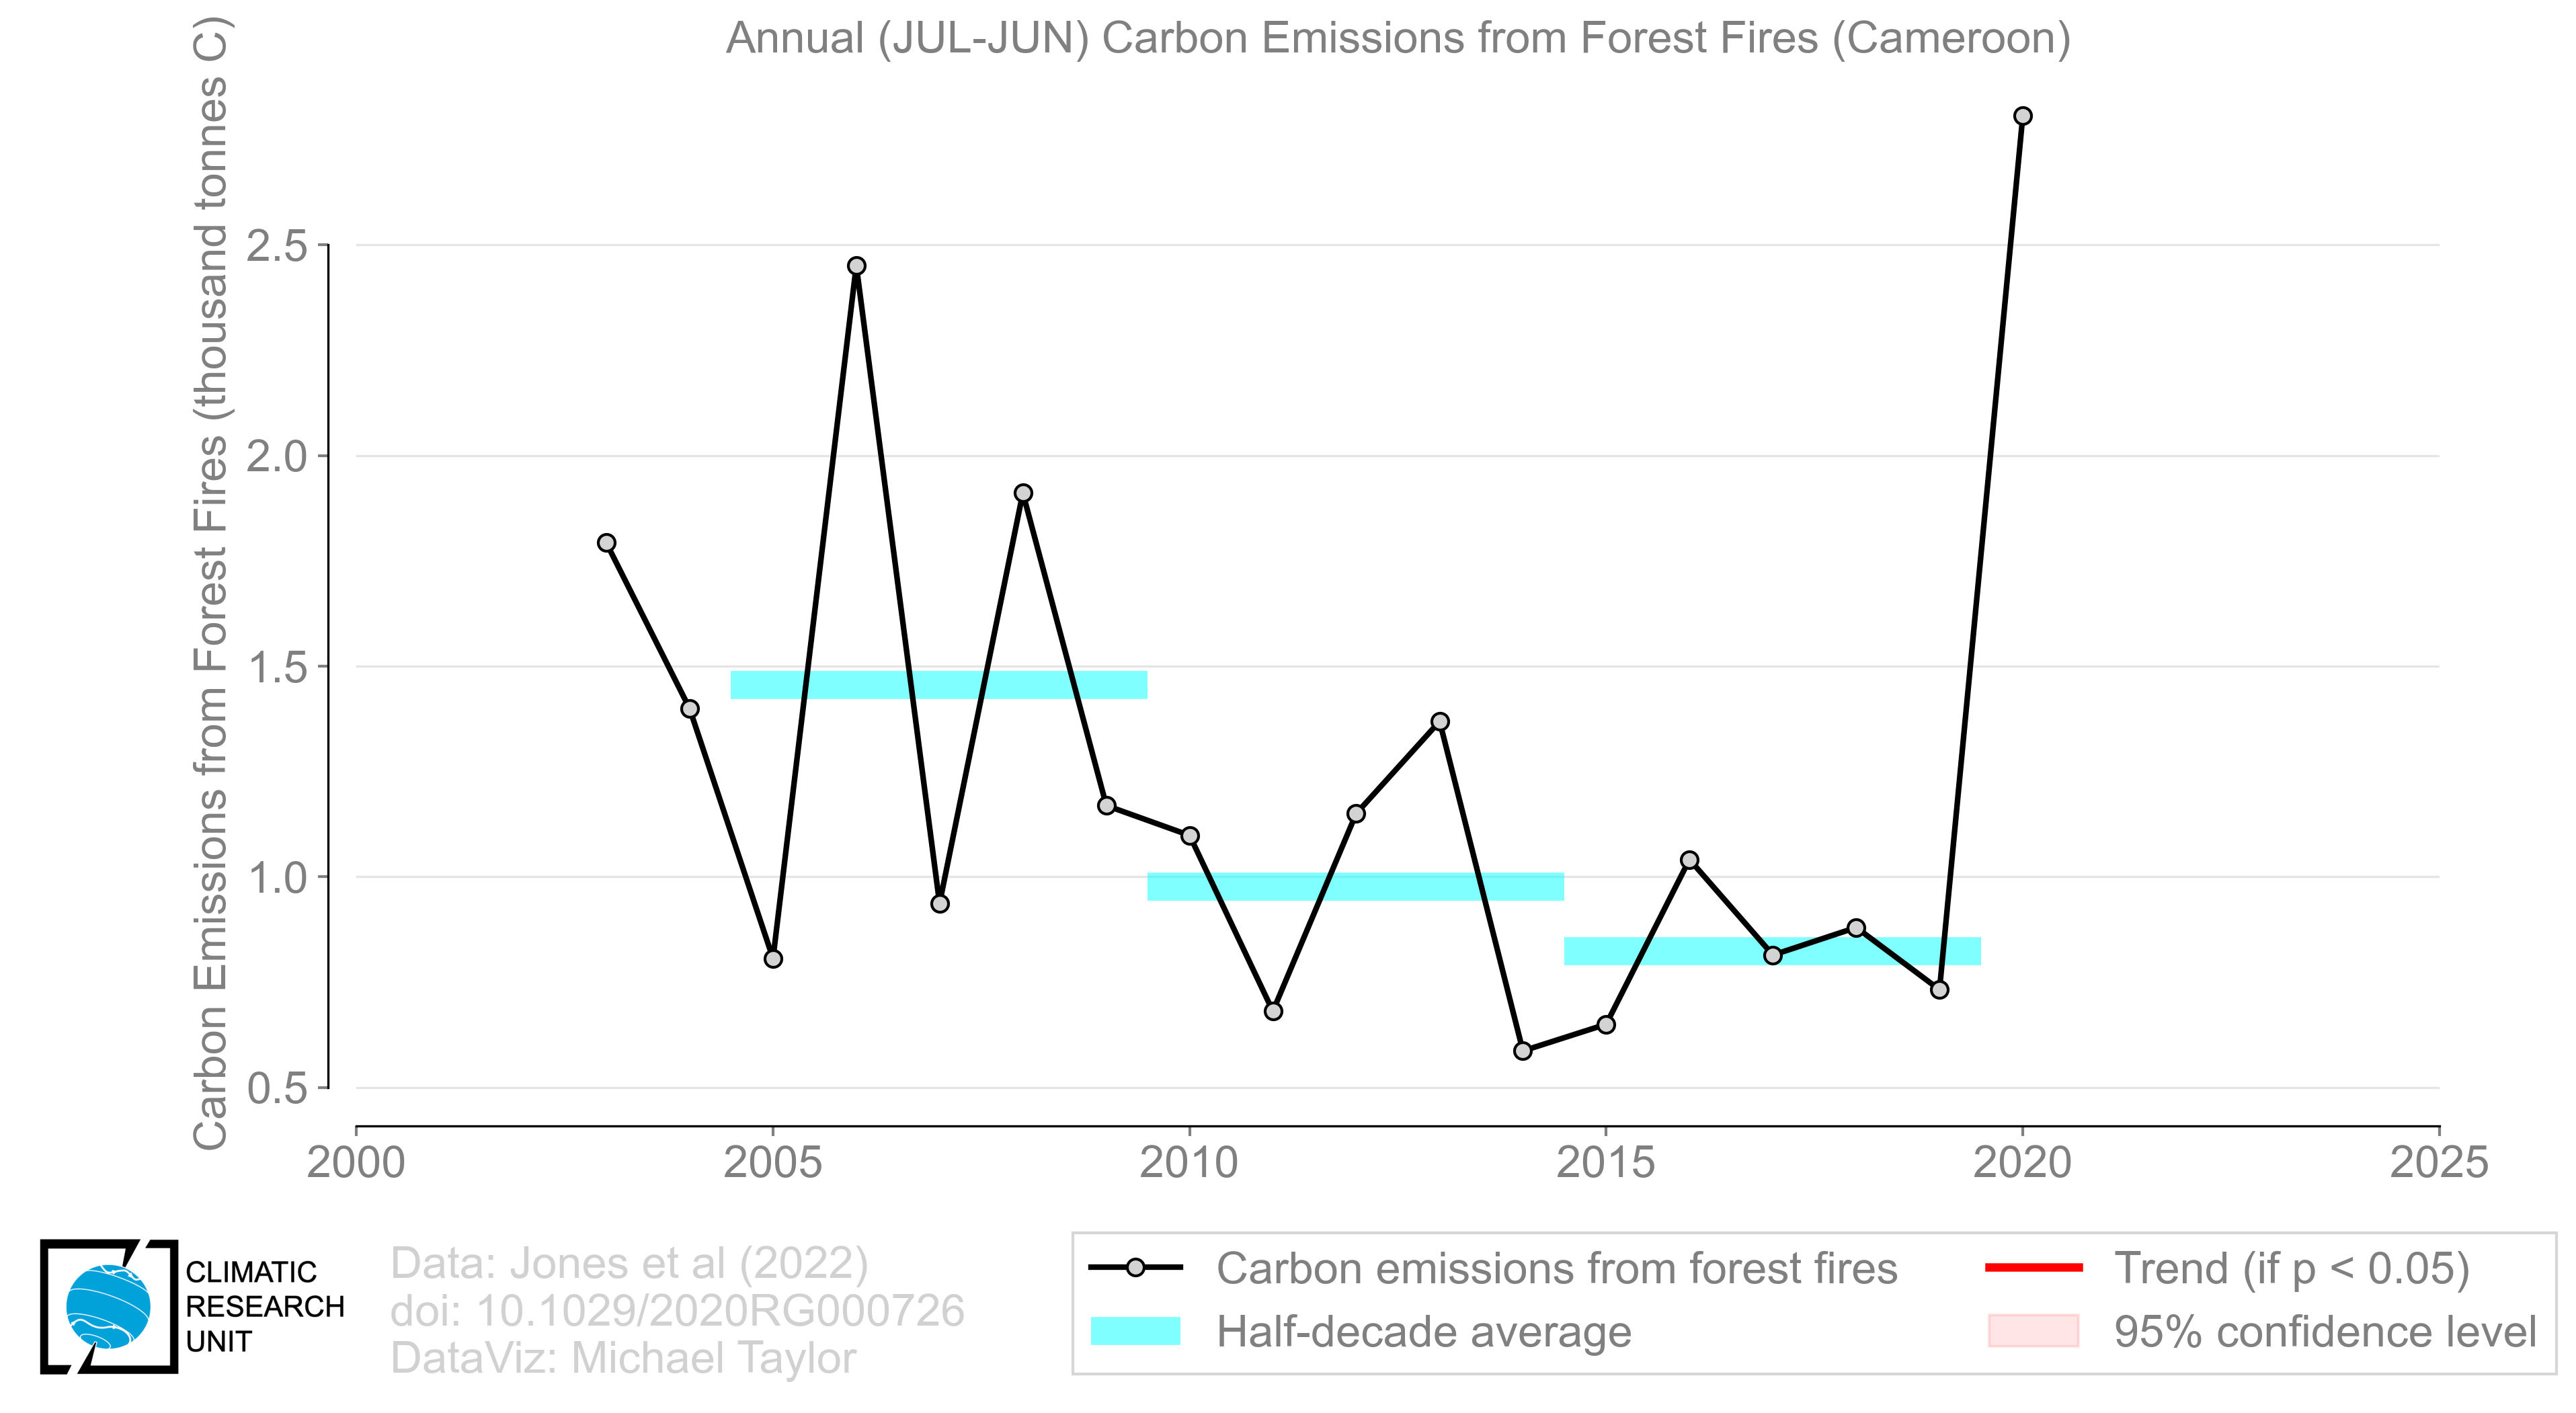 Annual (JUL-JUN) Carbon Emissions from Forest Fires (Cameroon)
Carbon Emissions from Forest Fires (thousand tonnes C)
2.5
2.0
1.5
1.0
0.5
2000 2005 2010 2015 2020 2025
CLIMATIC
RESEARCH
UNIT
Data: Jones et al (2022)
doi: 10.1029/2020RG000726
DataViz: Michael Taylor
Carbon emissions from forest fires
Half-decade average
Trend (if p < 0.05)
95% confidence level